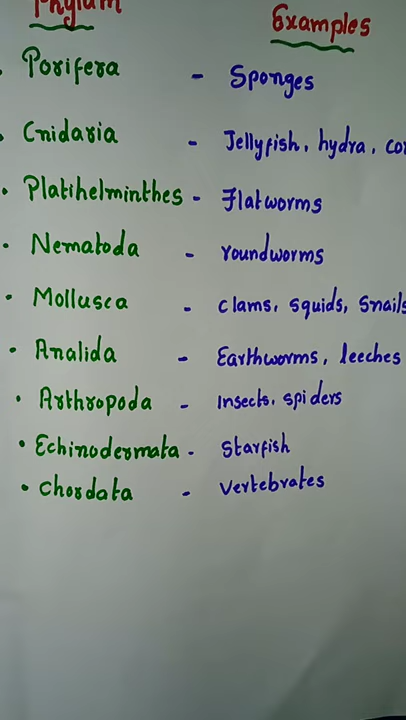 Phylum Examples
• Porifera - Sponges
• Cnidaria - Jellyfish, hydra, co
• Platihelminthes - Flatworms
• Nematoda - roundworms
• Mollusca - clams, squids, Snails
• Analida - Earthworms, leeches
• Arthropoda - Insects, spiders
• Echinodermata - Starfish
• Chordata - Vertebrates